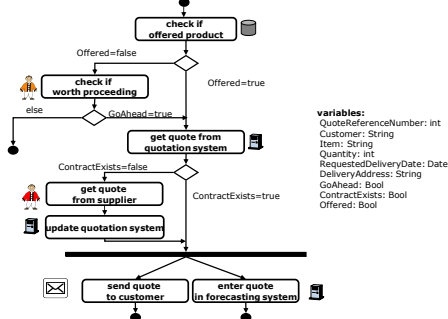 check if
offered product
Offered=false
Offered=true
check if
worth proceeding
else
GoAhead=true
get quote from
quotation system
ContractExists=false
get quote
from supplier
ContractExists=true
update quotation system
send quote
to customer
enter quote
in forecasting system
variables:
QuoteReferenceNumber: int
Customer: String
Item: String
Quantity: int
RequestedDeliveryDate: Date
DeliveryAddress: String
GoAhead: Bool
ContractExists: Bool
Offered: Bool